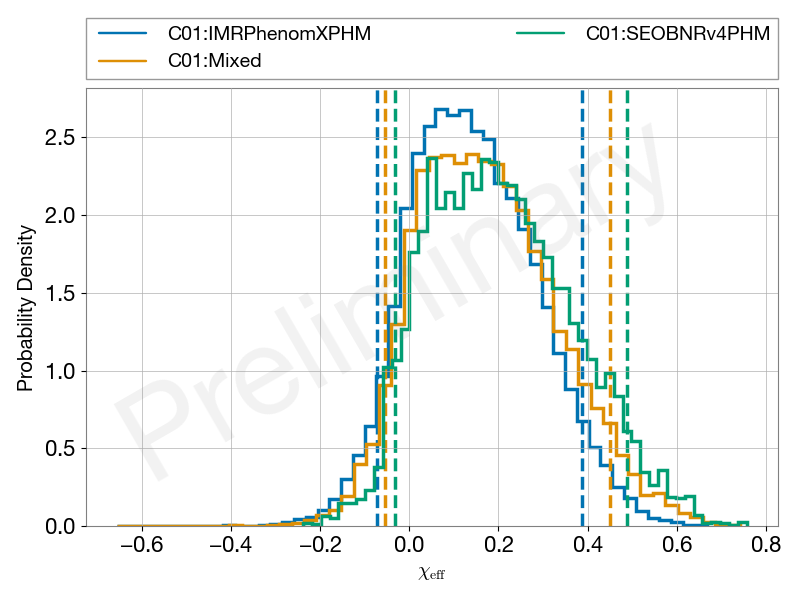 C01:IMRPhenomXPHM
C01:Mixed
C01:SEOBNRv4PHM
Preliminary
Probability Density
2.5
2.0
1.5
1.0
0.5
0.0
−0.6 −0.4 −0.2 0.0 0.2 0.4 0.6 0.8
χeff